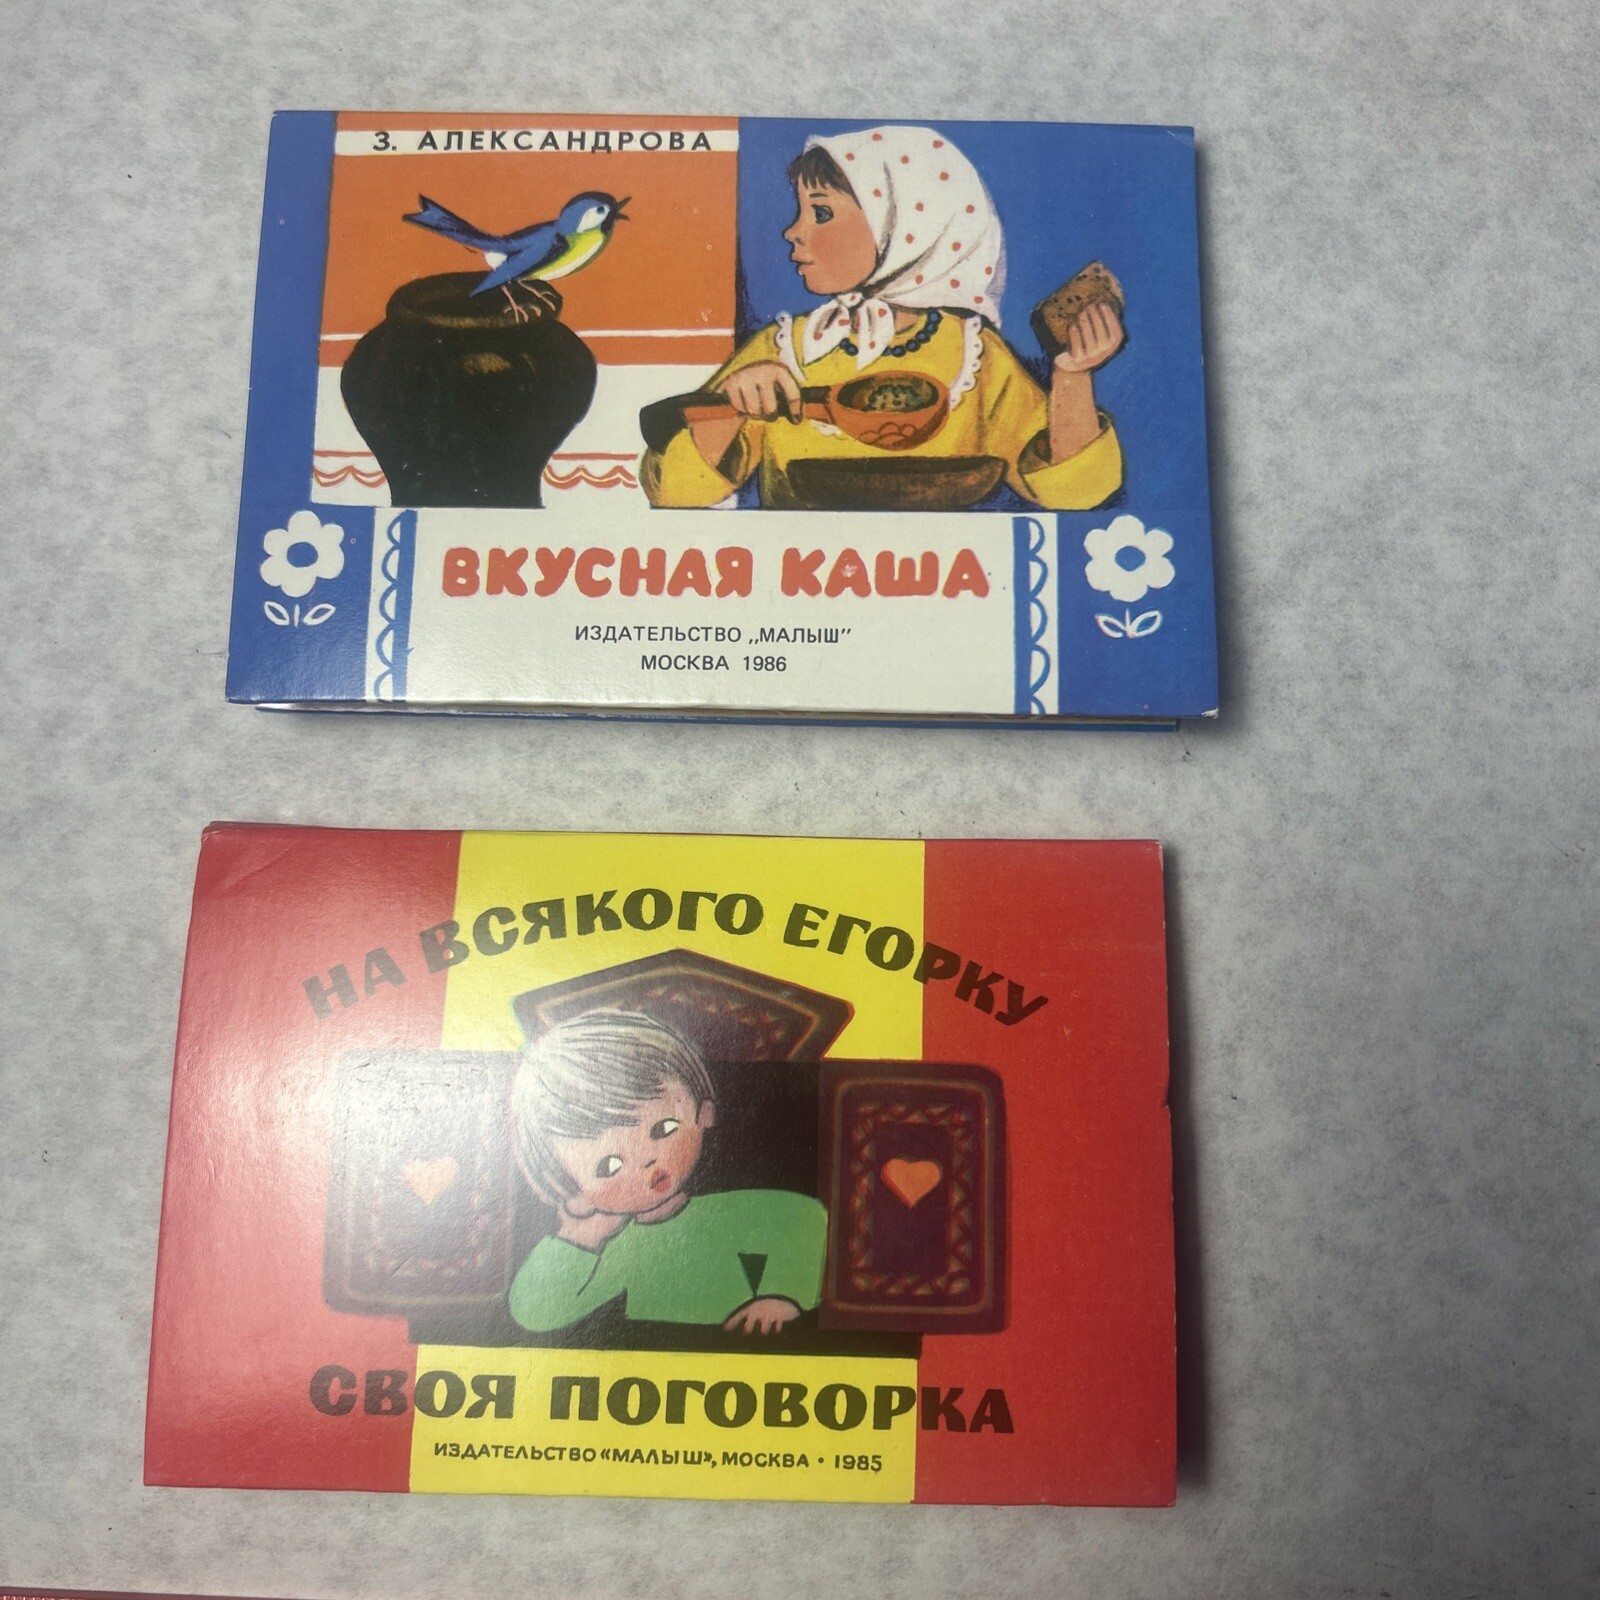 З. АЛЕКСАНДРОВА
ВКУСНАЯ КАША
ИЗДАТЕЛЬСТВО „МАЛЫШ”
МОСКВА 1986
НА ВСЯКОГО ЕГОРКУ
СВОЯ ПОГОВОРКА
ИЗДАТЕЛЬСТВО «МАЛЫШ», МОСКВА • 1985